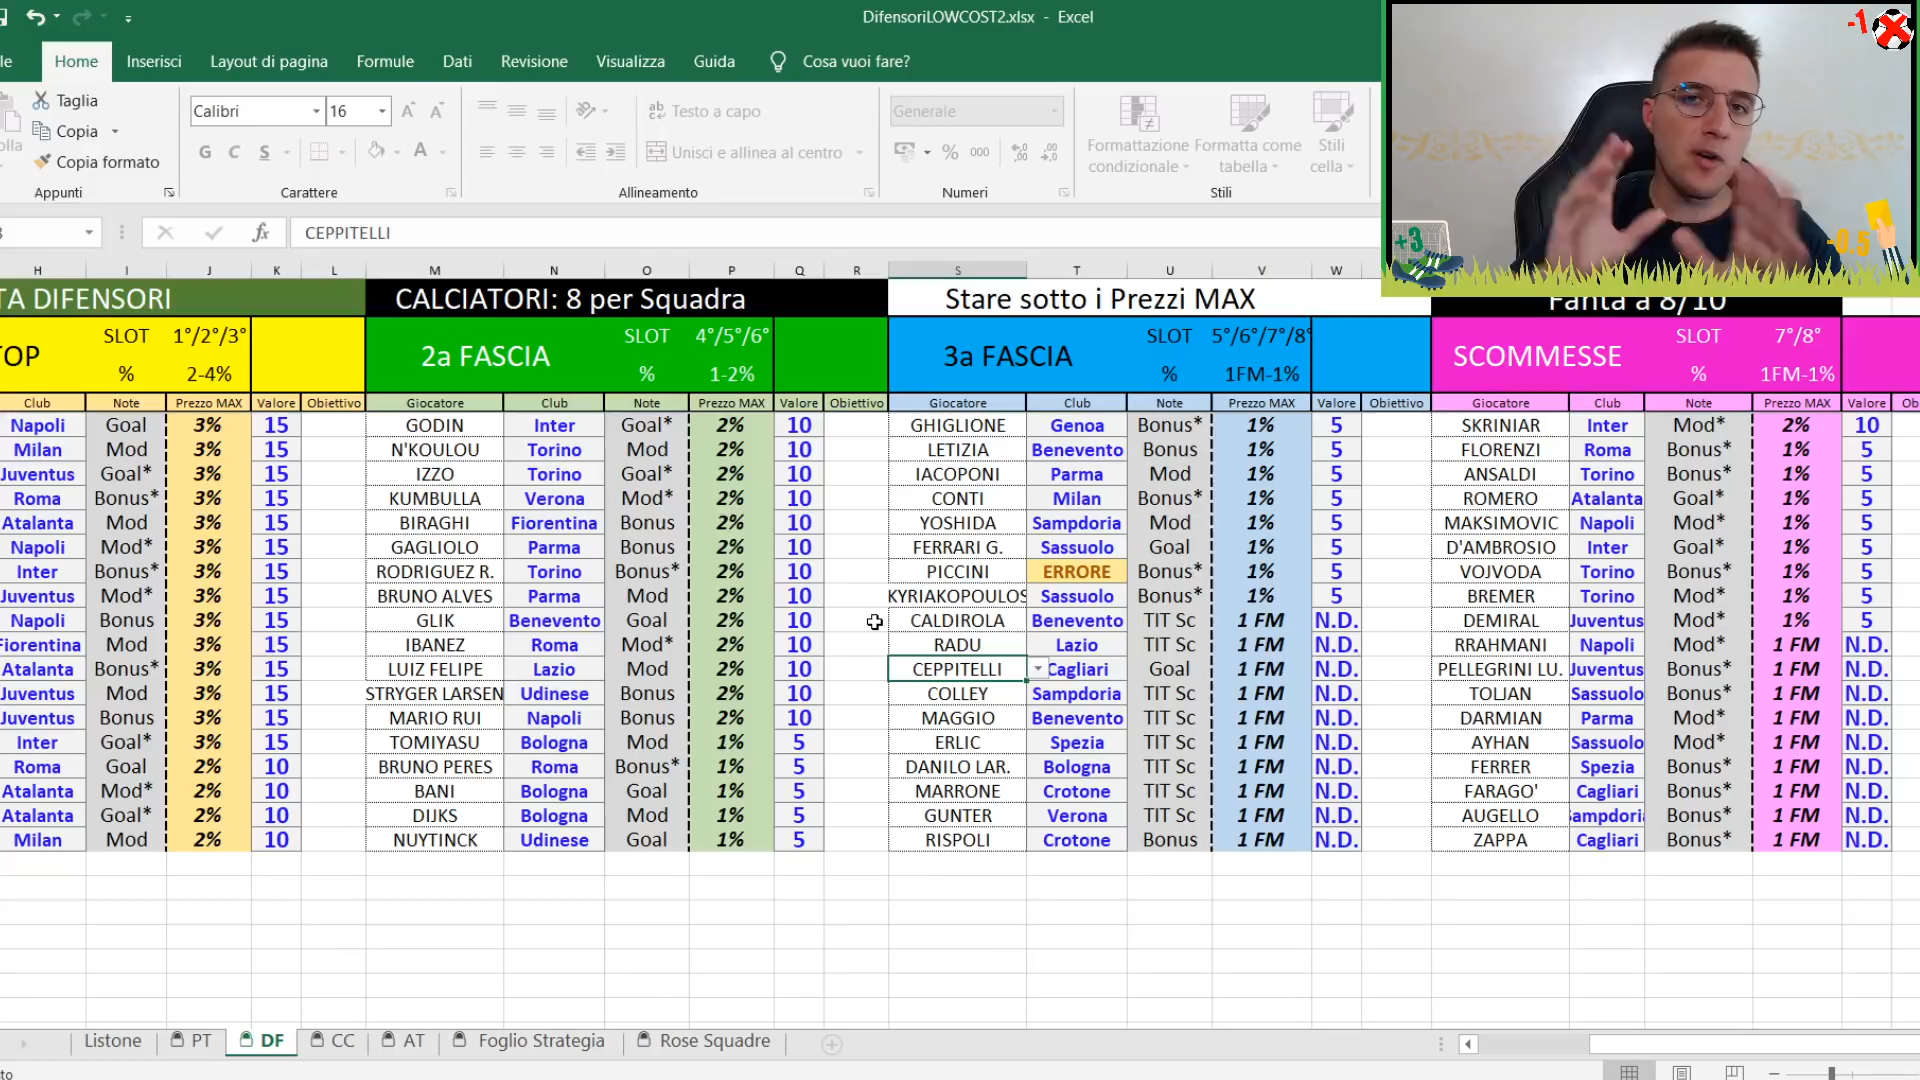 DifensoriLOWCOST2.xlsx - Excel
Home Inserisci Layout di pagina Formule Dati Revisione Visualizza Guida Cosa vuoi fare?
Taglia
Copia
Copia formato
Appunti
Calibri 16
G C S
Carattere
Testo a capo
Unisci e allinea al centro
Allineamento
Generale
% 000
Numeri
Formattazione condizionale
Formatta come tabella
Stili cella
Stili
-1
+3
-0.5
fx CEPPITELLI
H I J K L M N O P Q R S T U V W
TA DIFENSORI CALCIATORI: 8 per Squadra Stare sotto i Prezzi MAX Fanta a 8/10
TOP SLOT 1°/2°/3° % 2-4%
2a FASCIA SLOT 4°/5°/6° % 1-2%
3a FASCIA SLOT 5°/6°/7°/8° % 1FM-1%
SCOMMESSE SLOT 7°/8° % 1FM-1%
Club Note Prezzo MAX Valore Obiettivo Giocatore Club Note Prezzo MAX Valore Obiettivo Giocatore Club Note Prezzo MAX Valore Obiettivo Giocatore Club Note Prezzo MAX Valore Ob
Napoli Goal 3% 15 GODIN Inter Goal* 2% 10 GHIGLIONE Genoa Bonus* 1% 5 SKRINIAR Inter Mod* 2% 10
Milan Mod 3% 15 N'KOULOU Torino Mod 2% 10 LETIZIA Benevento Bonus 1% 5 FLORENZI Roma Bonus* 1% 5
Juventus Goal* 3% 15 IZZO Torino Goal* 2% 10 IACOPONI Parma Mod 1% 5 ANSALDI Torino Bonus* 1% 5
Roma Bonus* 3% 15 KUMBULLA Verona Mod* 2% 10 CONTI Milan Bonus* 1% 5 ROMERO Atalanta Goal* 1% 5
Atalanta Mod 3% 15 BIRAGHI Fiorentina Bonus 2% 10 YOSHIDA Sampdoria Mod 1% 5 MAKSIMOVIC Napoli Mod* 1% 5
Napoli Mod* 3% 15 GAGLIOLO Parma Bonus 2% 10 FERRARI G. Sassuolo Goal 1% 5 D'AMBROSIO Inter Goal* 1% 5
Inter Bonus* 3% 15 RODRIGUEZ R. Torino Bonus* 2% 10 PICCINI ERRORE Bonus* 1% 5 VOJVODA Torino Bonus* 1% 5
Juventus Mod* 3% 15 BRUNO ALVES Parma Mod 2% 10 KYRIAKOPOULOS Sassuolo Bonus* 1% 5 BREMER Torino Mod* 1% 5
Napoli Bonus 3% 15 GLIK Benevento Goal 2% 10 CALDIROLA Benevento TIT Sc 1 FM N.D. DEMIRAL Juventus Mod* 1% 5
Fiorentina Mod 3% 15 IBANEZ Roma Mod* 2% 10 RADU Lazio TIT Sc 1 FM N.D. RRAHMANI Napoli Mod* 1 FM N.D.
Atalanta Bonus* 3% 15 LUIZ FELIPE Lazio Mod 2% 10 CEPPITELLI Cagliari Goal 1 FM N.D. PELLEGRINI LU. Juventus Bonus* 1 FM N.D.
Juventus Mod 3% 15 STRYGER LARSEN Udinese Bonus 2% 10 COLLEY Sampdoria TIT Sc 1 FM N.D. TOLJAN Sassuolo Bonus* 1 FM N.D.
Juventus Bonus 3% 15 MARIO RUI Napoli Bonus 2% 10 MAGGIO Benevento TIT Sc 1 FM N.D. DARMIAN Parma Mod* 1 FM N.D.
Inter Goal* 3% 15 TOMIYASU Bologna Mod 1% 5 ERLIC Spezia TIT Sc 1 FM N.D. AYHAN Sassuolo Mod* 1 FM N.D.
Roma Goal 2% 10 BRUNO PERES Roma Bonus* 1% 5 DANILO LAR. Bologna TIT Sc 1 FM N.D. FERRER Spezia Bonus* 1 FM N.D.
Atalanta Mod* 2% 10 BANI Bologna Goal 1% 5 MARRONE Crotone TIT Sc 1 FM N.D. FARAGO' Cagliari Bonus* 1 FM N.D.
Atalanta Goal* 2% 10 DIJKS Bologna Mod 1% 5 GUNTER Verona TIT Sc 1 FM N.D. AUGELLO Sampdoria Bonus* 1 FM N.D.
Milan Mod 2% 10 NUYTINCK Udinese Goal 1% 5 RISPOLI Crotone Bonus 1 FM N.D. ZAPPA Cagliari Bonus* 1 FM N.D.
Listone PT DF CC AT Foglio Strategia Rose Squadre